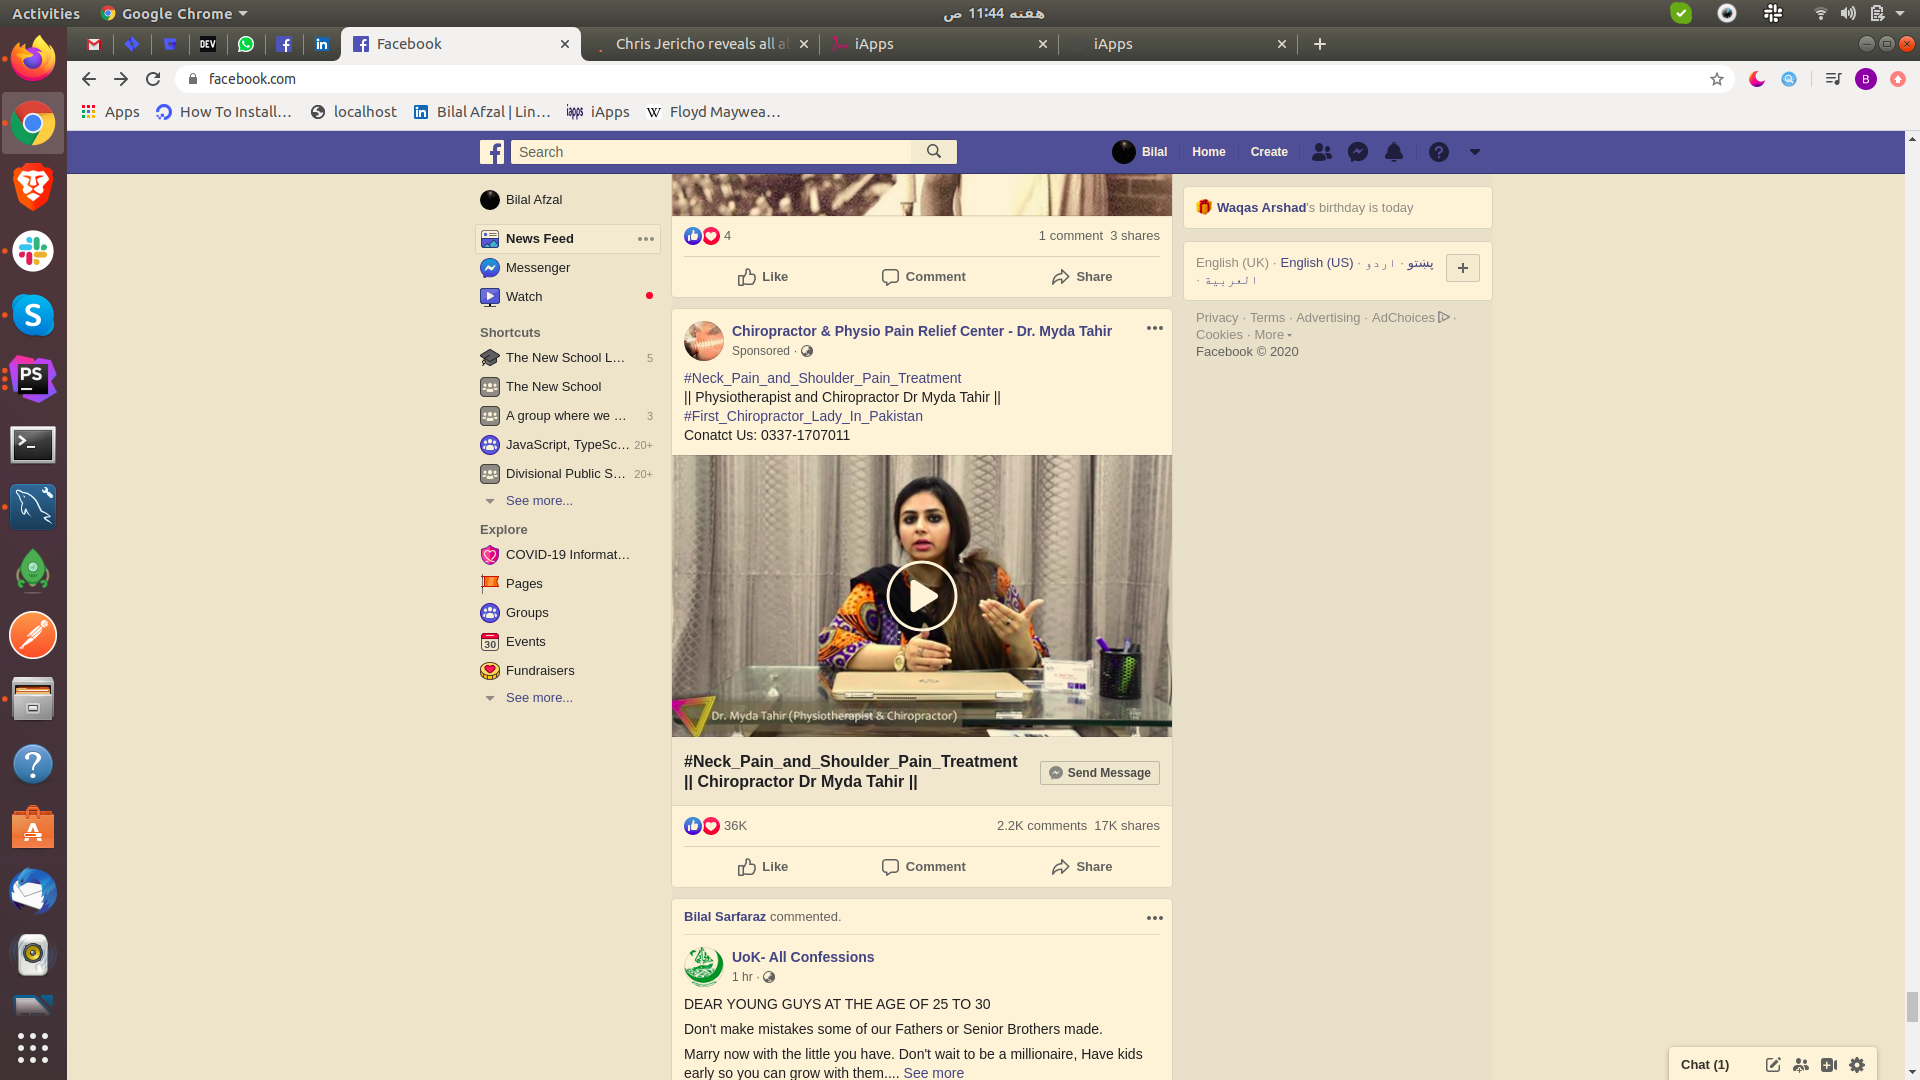 Activities
Google Chrome
هفته 11:44 ص
Facebook
Chris Jericho reveals all a
iApps
iApps
facebook.com
B
Apps
How To Install…
localhost
Bilal Afzal | Lin…
iApps
Floyd Maywea…
Search
Bilal
Home
Create
Bilal Afzal
News Feed
Messenger
Watch
Shortcuts
The New School L… 5
The New School
A group where we … 3
JavaScript, TypeSc… 20+
Divisional Public S… 20+
See more...
Explore
COVID-19 Informat…
Pages
Groups
Events
Fundraisers
See more...
4
1 comment 3 shares
Like
Comment
Share
Chiropractor & Physio Pain Relief Center - Dr. Myda Tahir
Sponsored ·
#Neck_Pain_and_Shoulder_Pain_Treatment
|| Physiotherapist and Chiropractor Dr Myda Tahir ||
#First_Chiropractor_Lady_In_Pakistan
Conatct Us: 0337-1707011
Dr. Myda Tahir (Physiotherapist & Chiropractor)
#Neck_Pain_and_Shoulder_Pain_Treatment
|| Chiropractor Dr Myda Tahir ||
Send Message
36K
2.2K comments 17K shares
Like
Comment
Share
Bilal Sarfaraz commented.
UoK- All Confessions
1 hr ·
DEAR YOUNG GUYS AT THE AGE OF 25 TO 30
Don't make mistakes some of our Fathers or Senior Brothers made.
Marry now with the little you have. Don't wait to be a millionaire, Have kids
early so you can grow with them.... See more
Waqas Arshad's birthday is today
English (UK) · English (US) · اردو · پښتو
· العربية
Privacy · Terms · Advertising · AdChoices ·
Cookies · More
Facebook © 2020
Chat (1)